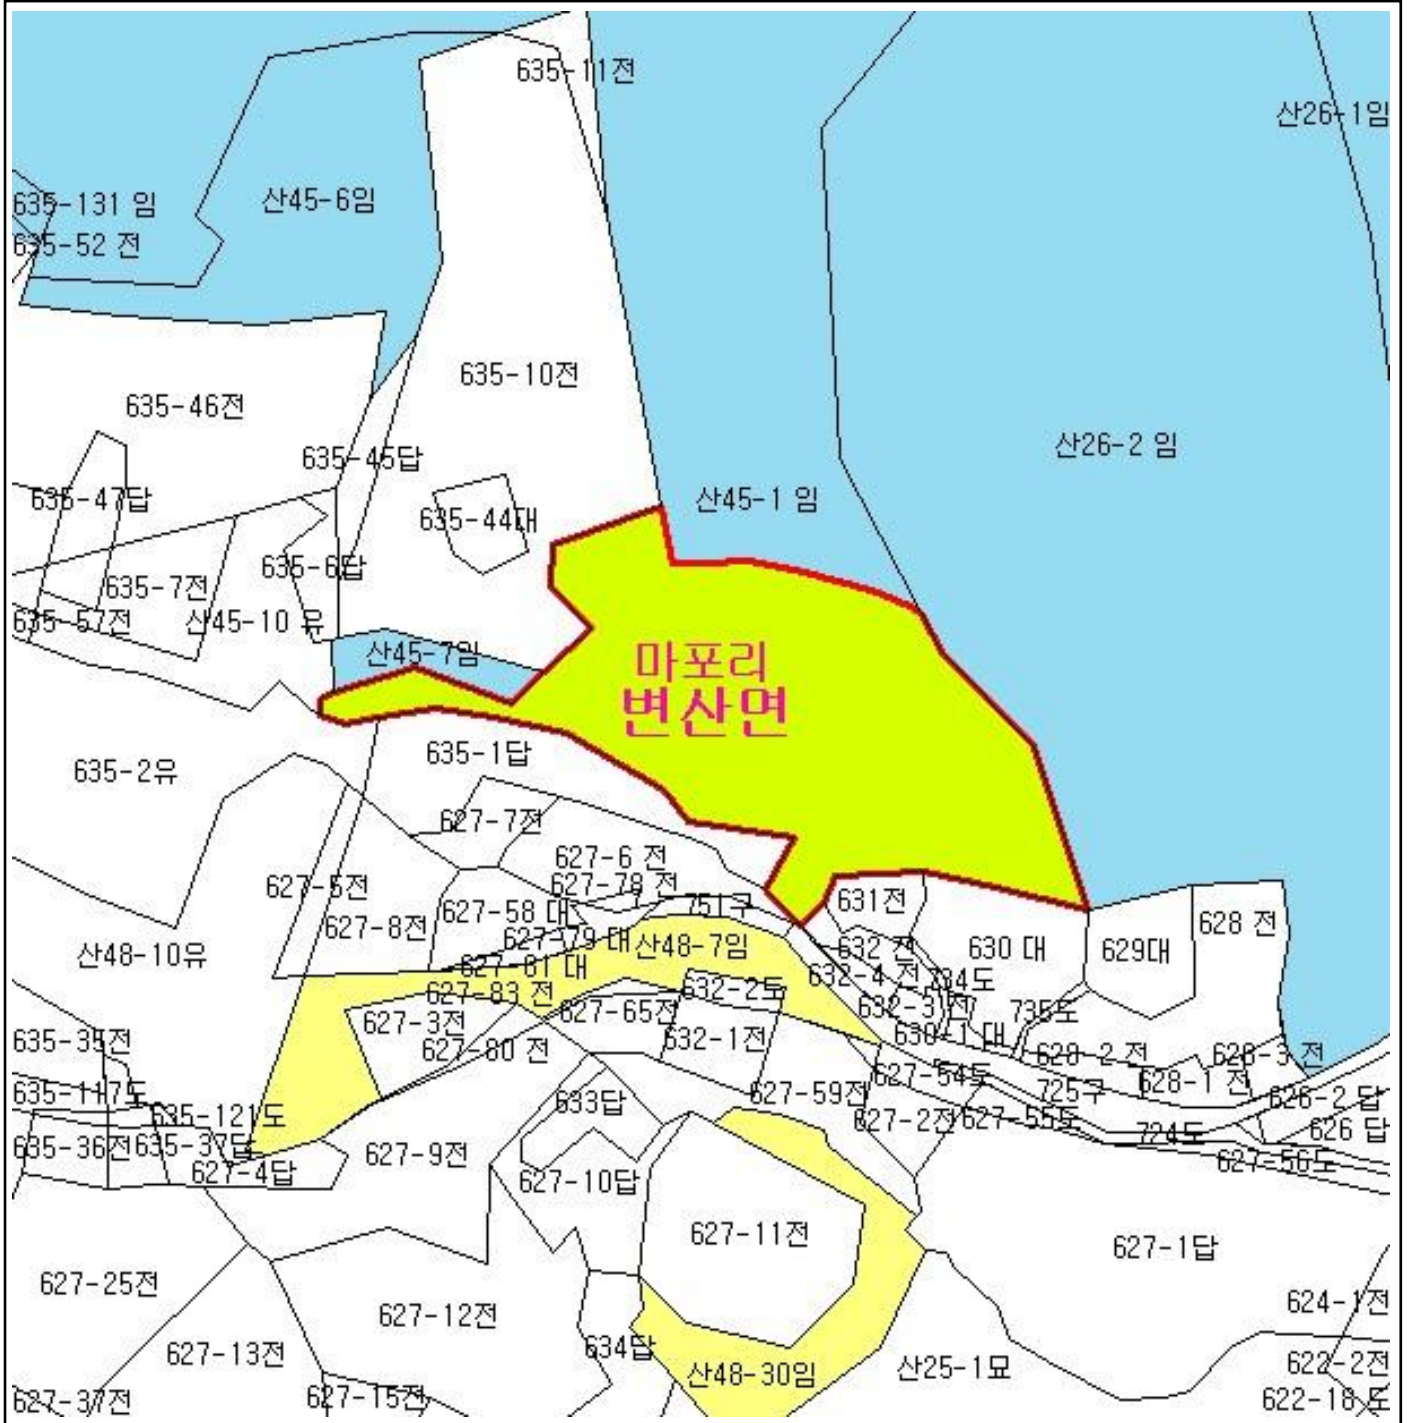 635-11전
산26-1임
635-131 임
산45-6임
635-52 전
635-10전
635-46전
산26-2 임
635-45답
635-47답
산45-1 임
635-44대
635-6답
635-7전
635-57전
산45-10 유
산45-7임
마포리
변산면
635-1답
635-2유
627-7전
627-6 전
627-5전
627-78 전
631전
751구
627-58 대
628 전
627-8전
627-79 대
산48-7임
632 전
630 대
629대
산48-10유
627-81 대
632-4 전
734도
627-83 전
632-2도
632-3전
735도
627-3전
627-65전
635-35전
632-1전
630-1 대
627-80 전
628-2 전
628-3 전
627-54도
628-1 전
635-117도
627-59전
725구
626-2 답
633답
635-121도
627-2전
627-55도
724도
626 답
635-36전
635-37답
627-9전
627-4답
627-56도
627-10답
627-11전
627-1답
627-25전
624-1전
627-12전
634답
627-13전
622-2전
산48-30임
산25-1묘
627-37전
627-15전
622-18 도